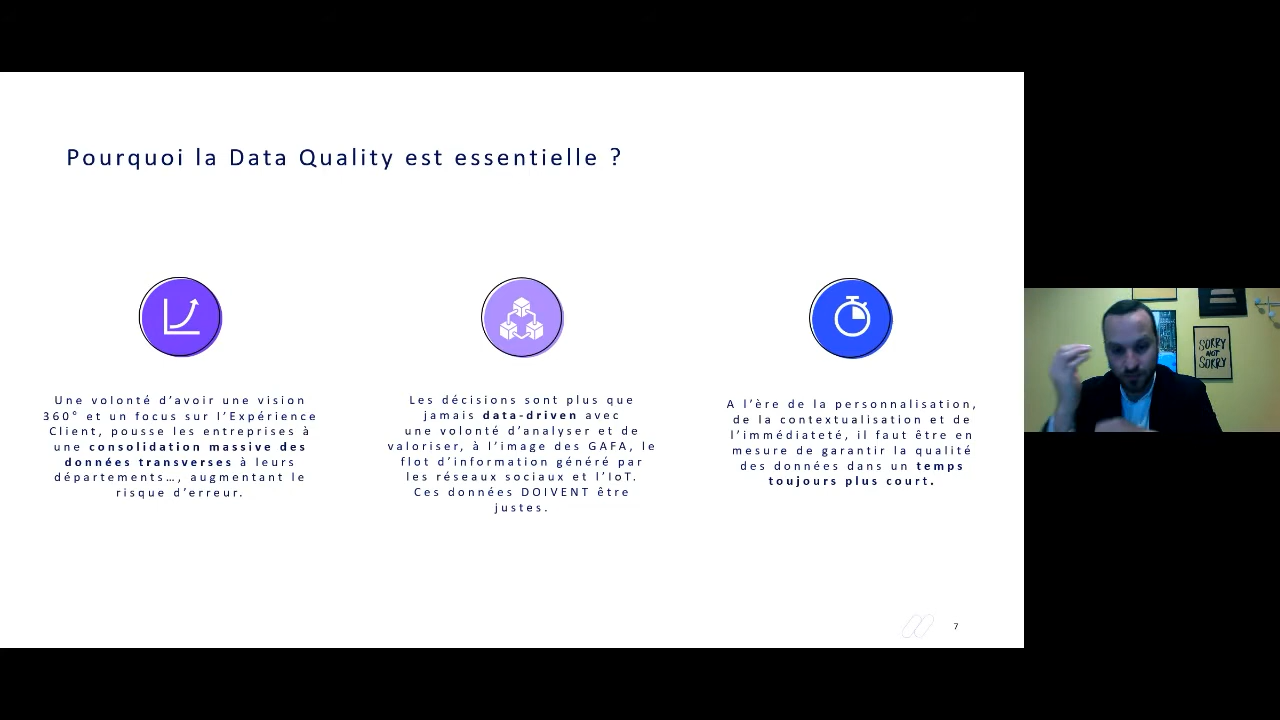 Pourquoi la Data Quality est essentielle ?
Une volonté d’avoir une vision
360° et un focus sur l’Expérience
Client, pousse les entreprises à
une consolidation massive des
données transverses à leurs
départements…, augmentant le
risque d’erreur.
Les décisions sont plus que
jamais data-driven avec
une volonté d’analyser et de
valoriser, à l’image des GAFA, le
flot d’information généré par
les réseaux sociaux et l’IoT.
Ces données DOIVENT être
justes.
A l’ère de la personnalisation,
de la contextualisation et de
l’immédiateté, il faut être en
mesure de garantir la qualité
des données dans un temps
toujours plus court.
7
SORRY
NOT
SORRY